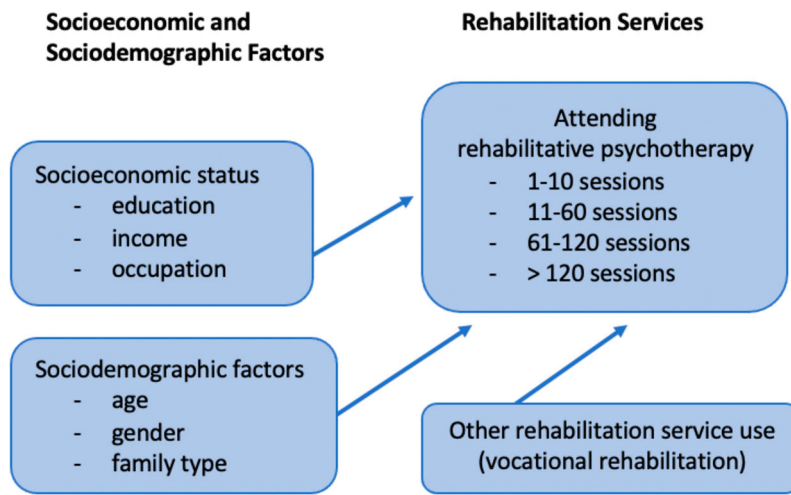 Socioeconomic and
Sociodemographic Factors
Rehabilitation Services
Socioeconomic status
- education
- income
- occupation
Sociodemographic factors
- age
- gender
- family type
Attending
rehabilitative psychotherapy
- 1-10 sessions
- 11-60 sessions
- 61-120 sessions
- > 120 sessions
Other rehabilitation service use
(vocational rehabilitation)